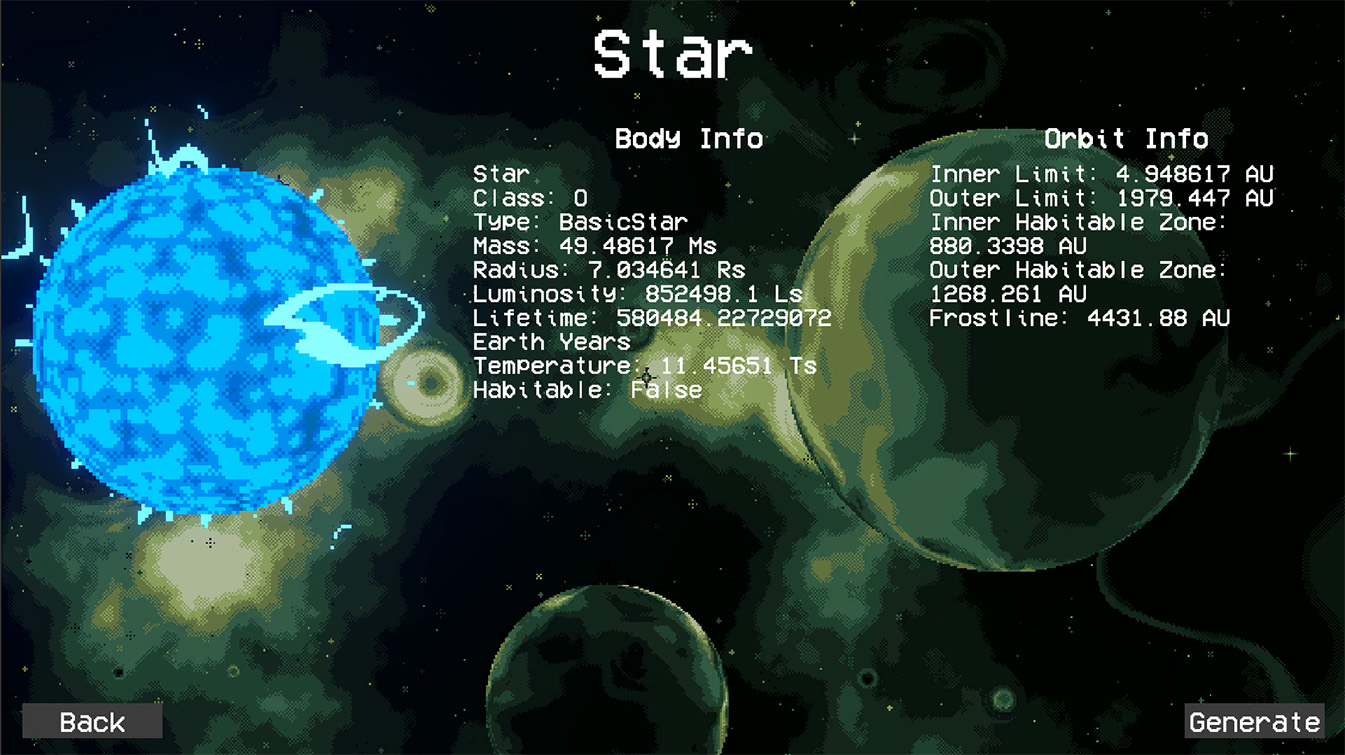 Star
Body Info
Star
Class: O
Type: BasicStar
Mass: 49.48617 Ms
Radius: 7.034641 Rs
Luminosity: 852498.1 Ls
Lifetime: 580484.22729072
Earth Years
Temperature: 11.45651 Ts
Habitable: False
Orbit Info
Inner Limit: 4.948617 AU
Outer Limit: 1979.447 AU
Inner Habitable Zone:
880.3398 AU
Outer Habitable Zone:
1268.261 AU
Frostline: 4431.88 AU
Back
Generate